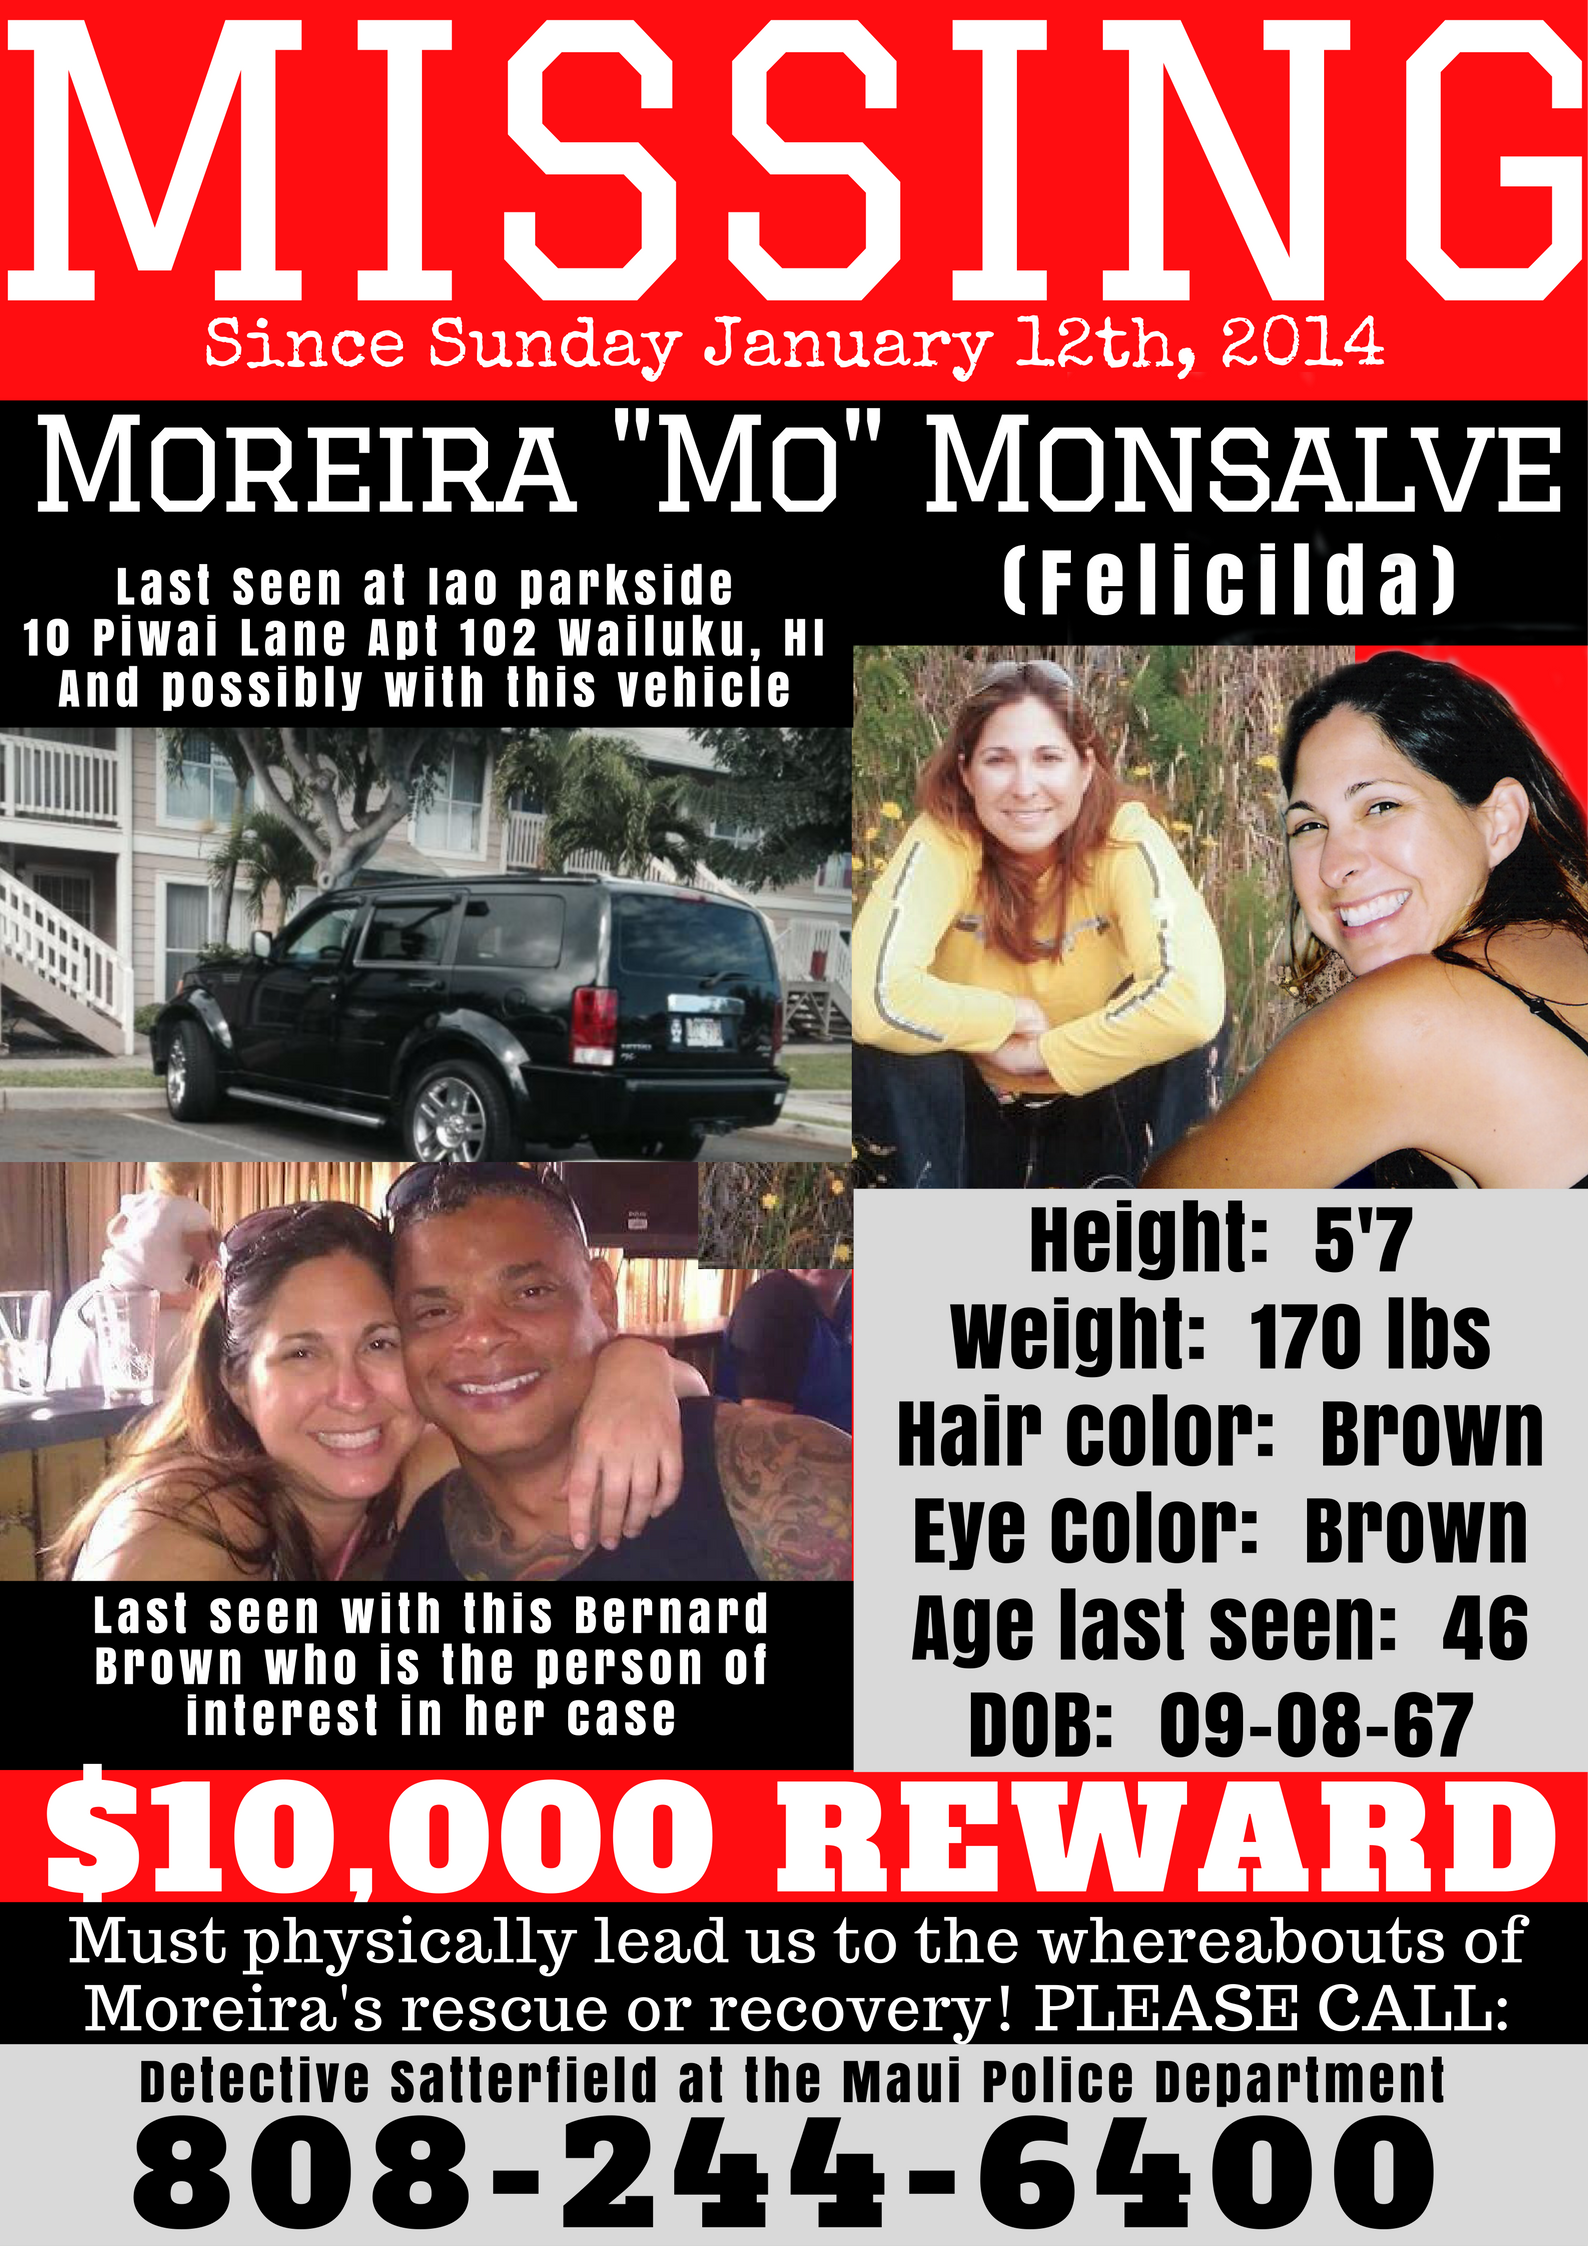 MISSING
Since Sunday January 12th, 2014
MOREIRA "MO" MONSALVE
(Felicilda)
Last Seen at Iao parkside
10 Piwai Lane Apt 102 Wailuku, HI
And possibly with this vehicle
Last seen with this Bernard
Brown who is the person of
interest in her case
Height: 5'7
Weight: 170 lbs
Hair color: Brown
Eye Color: Brown
Age last seen: 46
DOB: 09-08-67
$10,000 REWARD
Must physically lead us to the whereabouts of
Moreira's rescue or recovery! PLEASE CALL:
Detective Satterfield at the Maui Police Department
808-244-6400